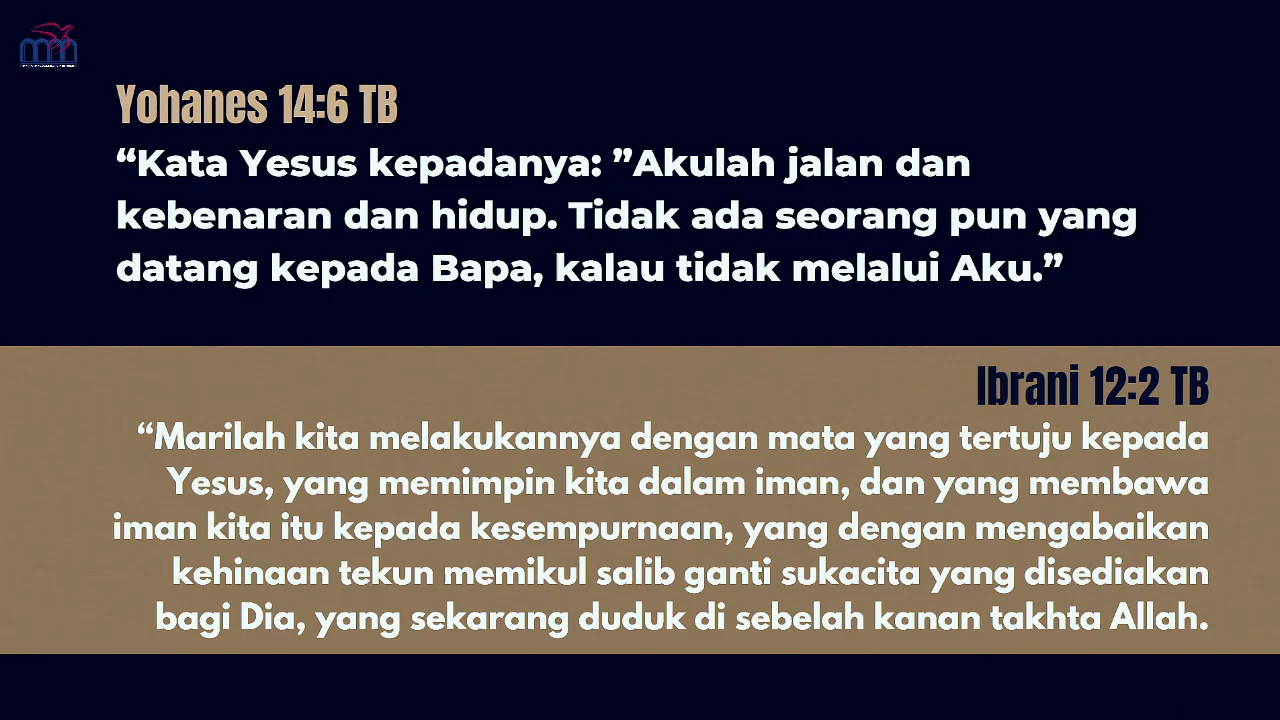 Yohanes 14:6 TB
“Kata Yesus kepadanya: ”Akulah jalan dan
kebenaran dan hidup. Tidak ada seorang pun yang
datang kepada Bapa, kalau tidak melalui Aku.”
Ibrani 12:2 TB
“Marilah kita melakukannya dengan mata yang tertuju kepada
Yesus, yang memimpin kita dalam iman, dan yang membawa
iman kita itu kepada kesempurnaan, yang dengan mengabaikan
kehinaan tekun memikul salib ganti sukacita yang disediakan
bagi Dia, yang sekarang duduk di sebelah kanan takhta Allah.